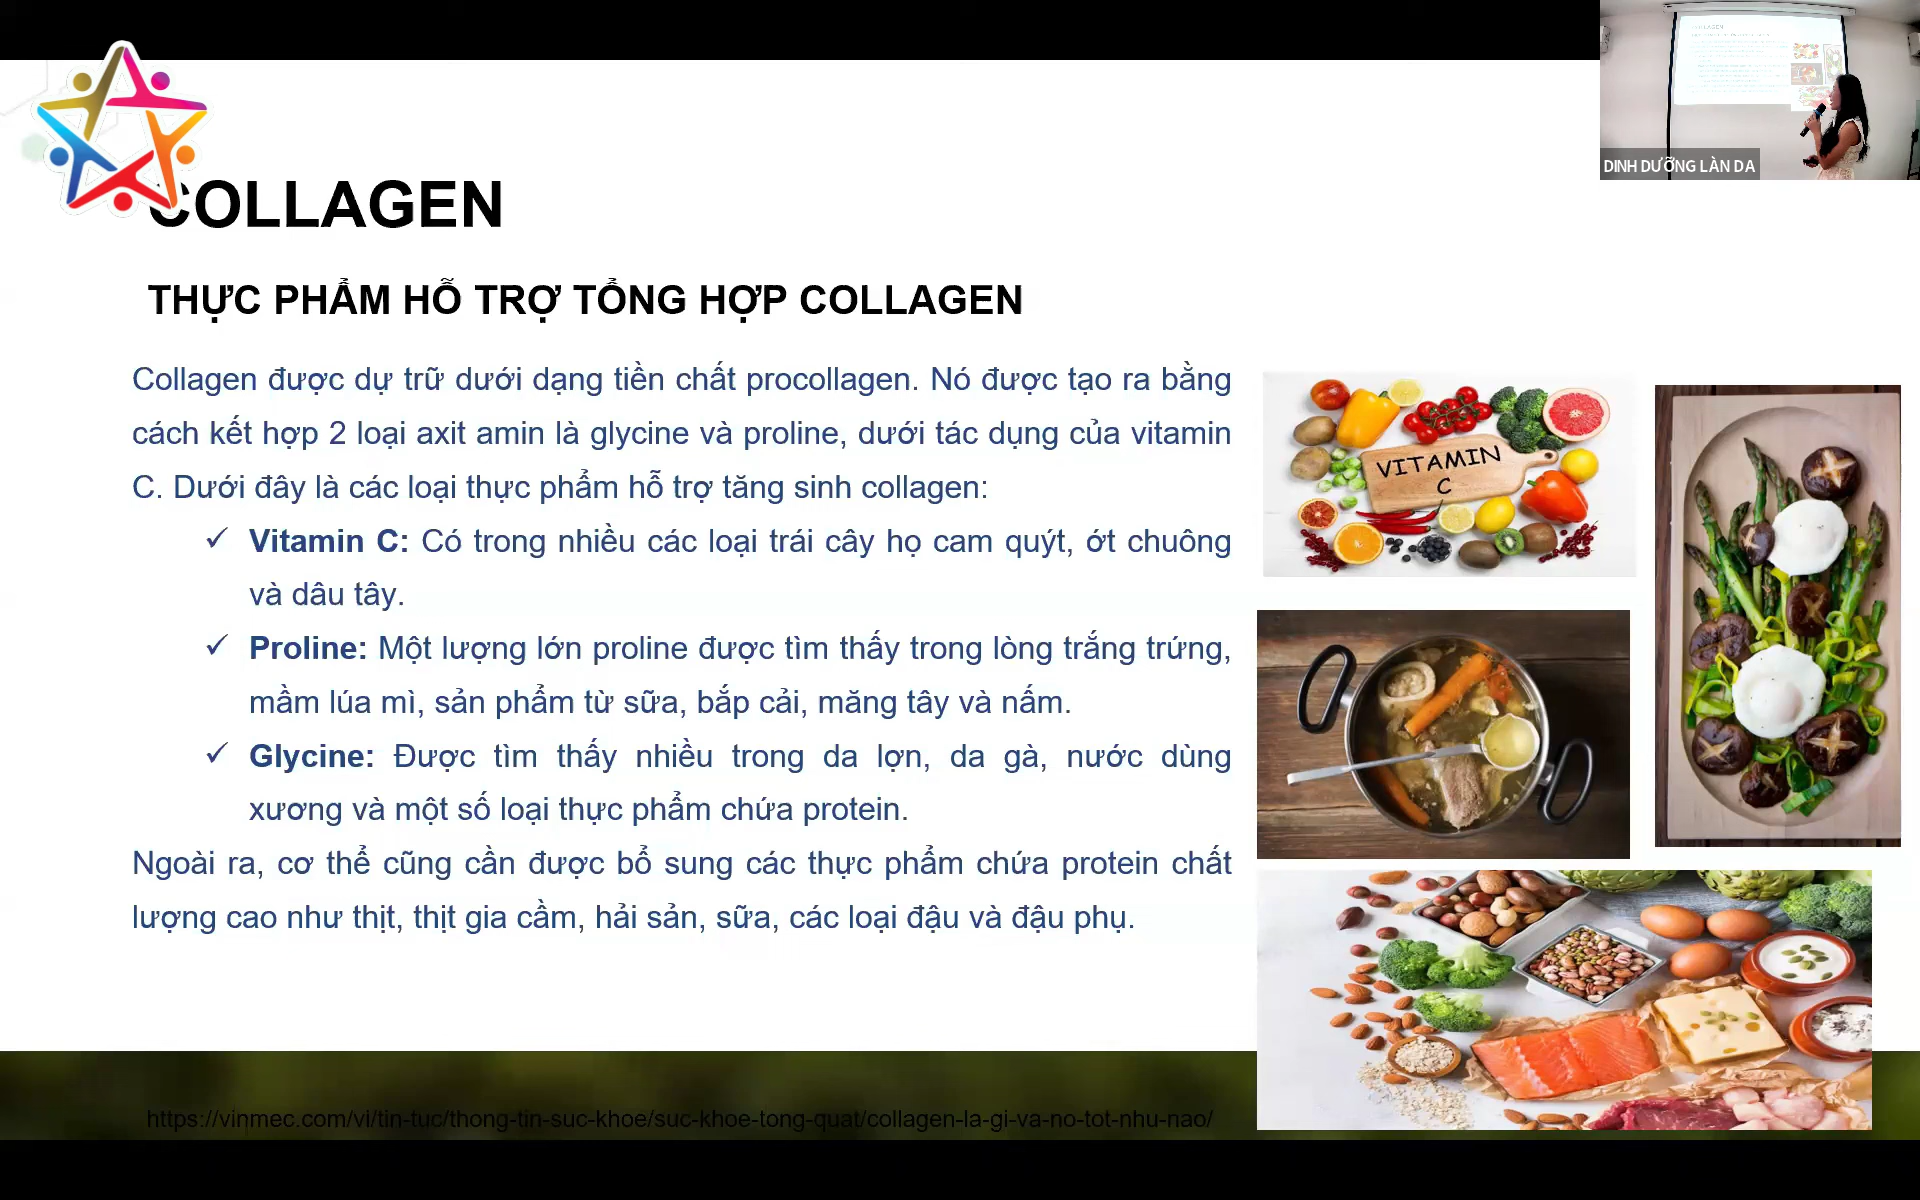 DINH DƯỠNG LÀN DA
COLLAGEN
THỰC PHẨM HỖ TRỢ TỔNG HỢP COLLAGEN
Collagen được dự trữ dưới dạng tiền chất procollagen. Nó được tạo ra bằng
cách kết hợp 2 loại axit amin là glycine và proline, dưới tác dụng của vitamin
C. Dưới đây là các loại thực phẩm hỗ trợ tăng sinh collagen:
✓ Vitamin C: Có trong nhiều các loại trái cây họ cam quýt, ớt chuông
và dâu tây.
✓ Proline: Một lượng lớn proline được tìm thấy trong lòng trắng trứng,
mầm lúa mì, sản phẩm từ sữa, bắp cải, măng tây và nấm.
✓ Glycine: Được tìm thấy nhiều trong da lợn, da gà, nước dùng
xương và một số loại thực phẩm chứa protein.
Ngoài ra, cơ thể cũng cần được bổ sung các thực phẩm chứa protein chất
lượng cao như thịt, thịt gia cầm, hải sản, sữa, các loại đậu và đậu phụ.
VITAMIN
C
https://vinmec.com/vi/tin-tuc/thong-tin-suc-khoe/suc-khoe-tong-quat/collagen-la-gi-va-no-tot-nhu-nao/